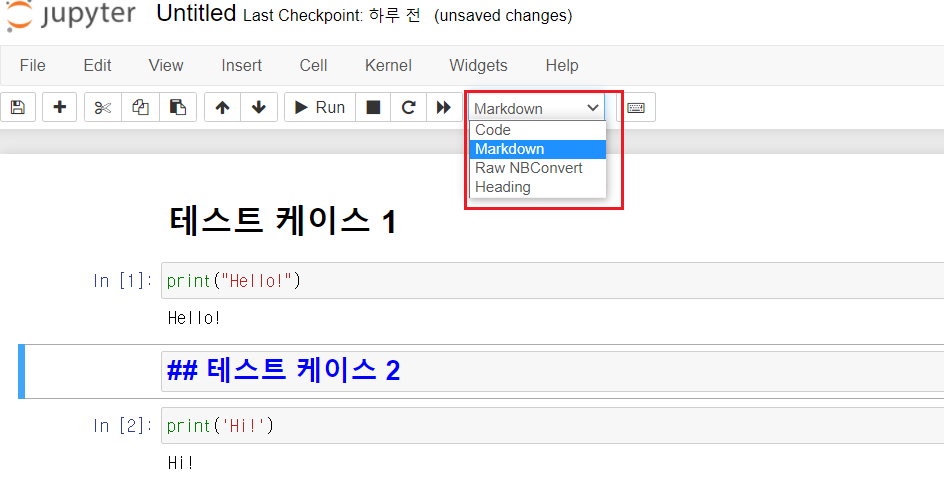 jupyter Untitled Last Checkpoint: 하루 전 (unsaved changes)
File Edit View Insert Cell Kernel Widgets Help
Run Markdown
Code
Markdown
Raw NBConvert
Heading
테스트 케이스 1
In [1]: print("Hello!")
Hello!
## 테스트 케이스 2
In [2]: print('Hi!')
Hi!